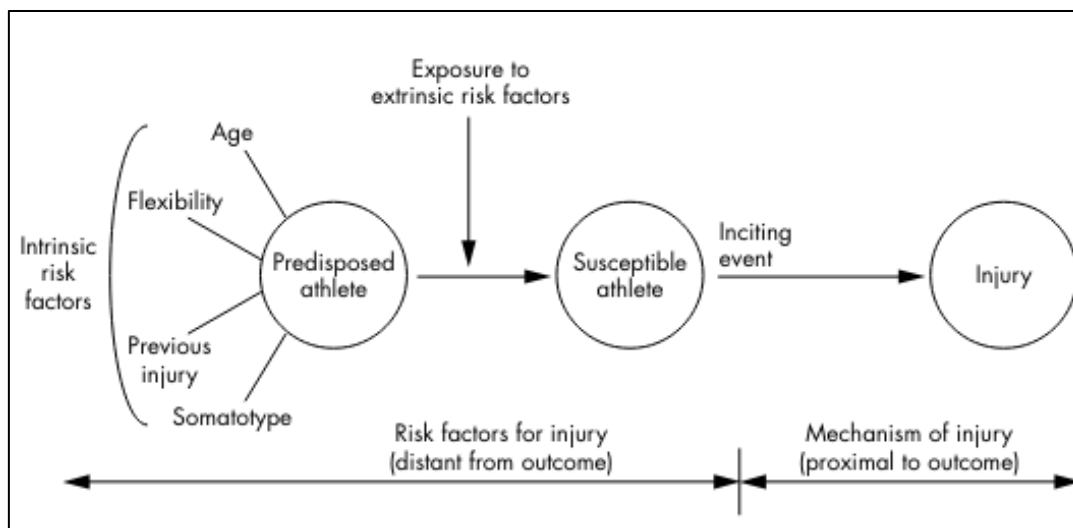 Exposure to
extrinsic risk factors
Age
Flexibility
Intrinsic
risk
factors
Previous
injury
Somatotype
Predisposed
athlete
Susceptible
athlete
Inciting
event
Injury
Risk factors for injury
(distant from outcome)
Mechanism of injury
(proximal to outcome)